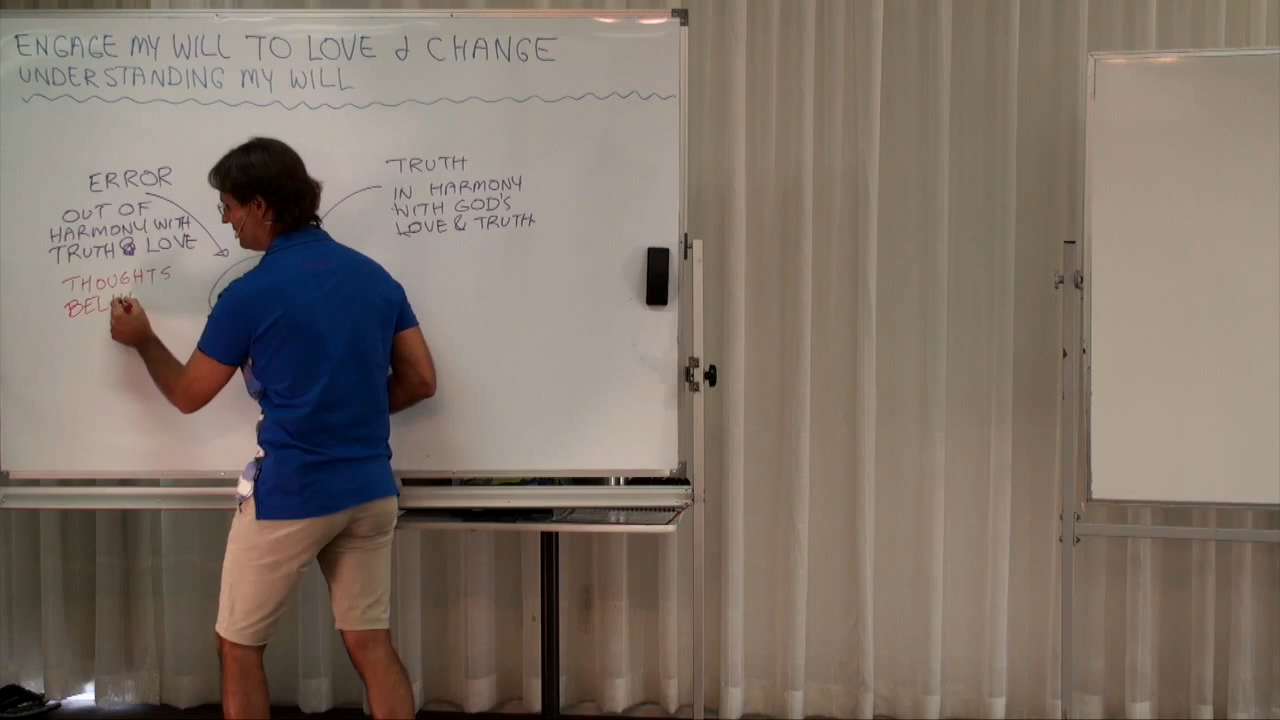 ENGAGE MY WILL TO LOVE & CHANGE
UNDERSTANDING MY WILL
ERROR
OUT OF
HARMONY WITH
TRUTH & LOVE
THOUGHTS
BEL
TRUTH
IN HARMONY
WITH GOD'S
LOVE & TRUTH